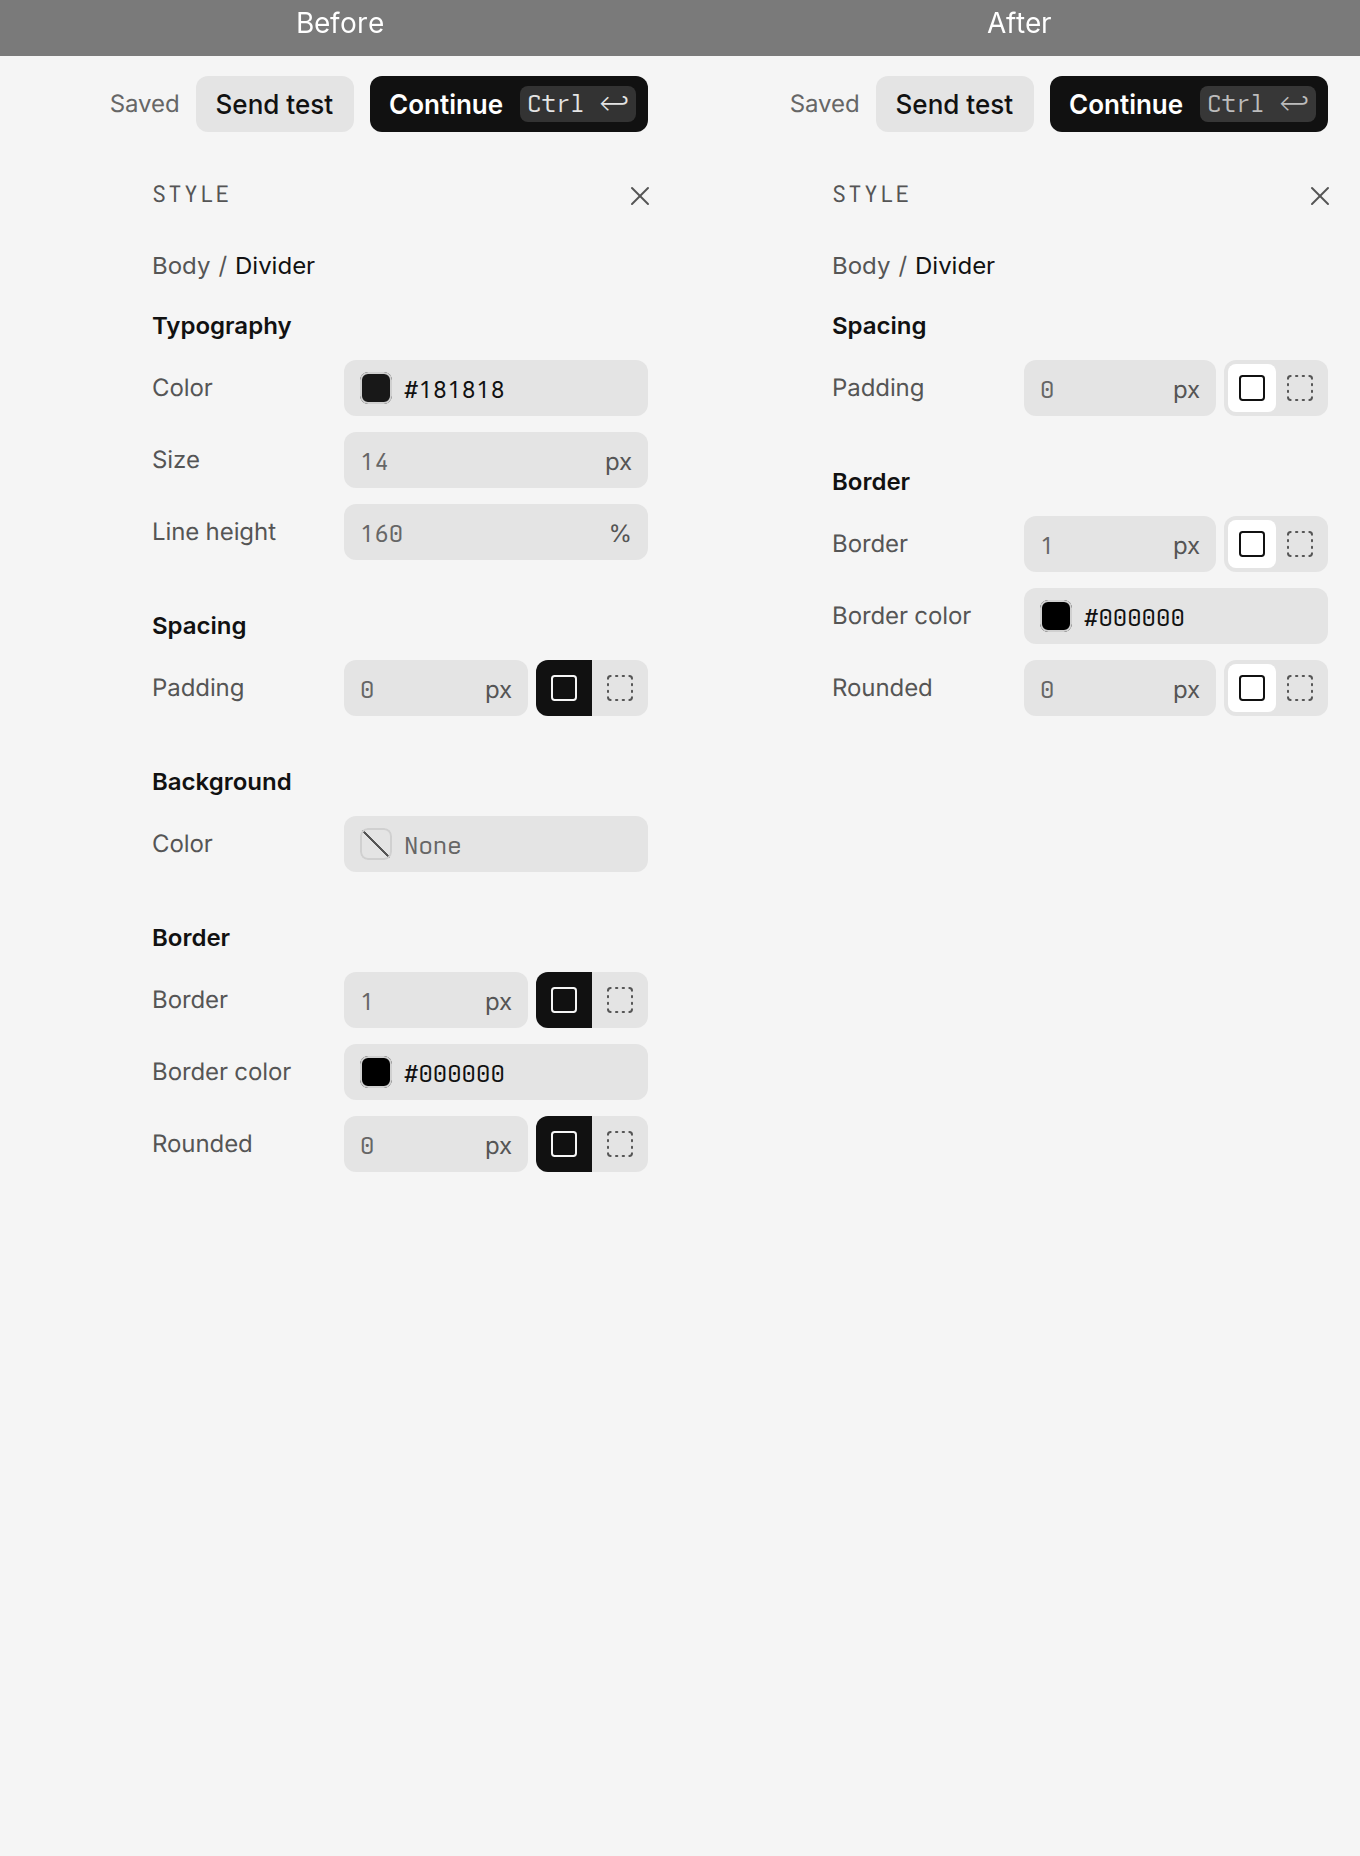 Before
Saved Send test Continue Ctrl ↩
STYLE
Body / Divider
Typography
Color #181818
Size 14 px
Line height 160 %
Spacing
Padding 0 px
Background
Color None
Border
Border 1 px
Border color #000000
Rounded 0 px
After
Saved Send test Continue Ctrl ↩
STYLE
Body / Divider
Spacing
Padding 0 px
Border
Border 1 px
Border color #000000
Rounded 0 px